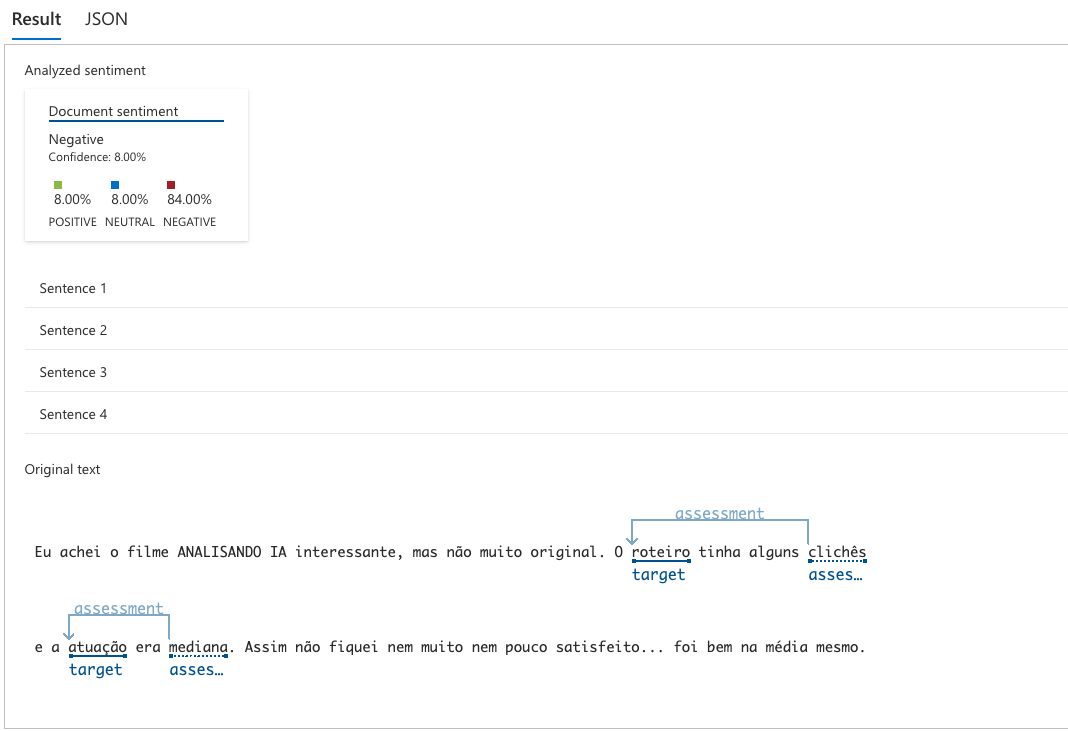 Result JSON
Analyzed sentiment
Document sentiment
Negative
Confidence: 8.00%
8.00% 8.00% 84.00%
POSITIVE NEUTRAL NEGATIVE
Sentence 1
Sentence 2
Sentence 3
Sentence 4
Original text
assessment
Eu achei o filme ANALISANDO IA interessante, mas não muito original. O roteiro tinha alguns clichês
target asses…
assessment
e a atuação era mediana. Assim não fiquei nem muito nem pouco satisfeito... foi bem na média mesmo.
target asses…